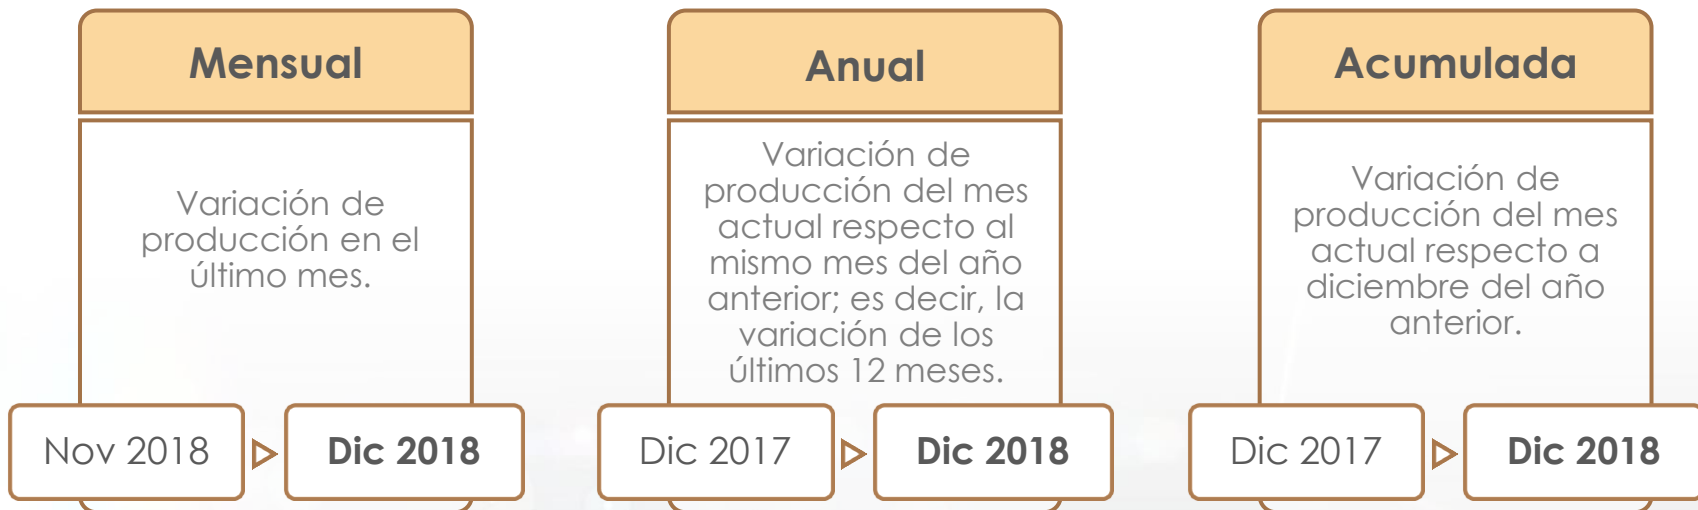 Mensual
Variación de
producción en el
último mes.
Nov 2018
Dic 2018
Anual
Variación de
producción del mes
actual respecto al
mismo mes del año
anterior; es decir, la
variación de los
últimos 12 meses.
Dic 2017
Dic 2018
Acumulada
Variación de
producción del mes
actual respecto a
diciembre del año
anterior.
Dic 2017
Dic 2018